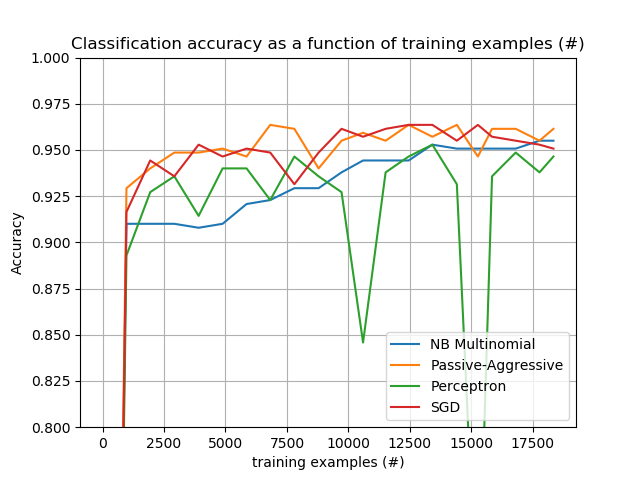 Classification accuracy as a function of training examples (#)
1.000
0.975
0.950
0.925
0.900
0.875
0.850
0.825
0.800
Accuracy
NB Multinomial
Passive-Aggressive
Perceptron
SGD
0 2500 5000 7500 10000 12500 15000 17500
training examples (#)